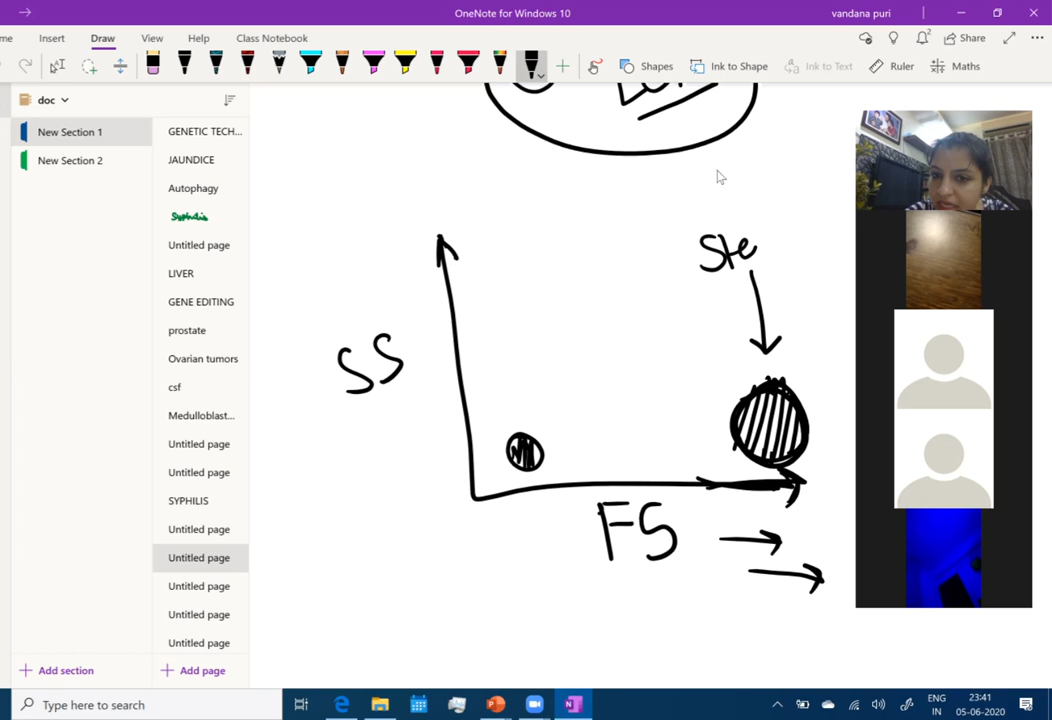 OneNote for Windows 10
vandana puri
me
Insert
Draw
View
Help
Class Notebook
Share
Shapes
Ink to Shape
Ink to Text
Ruler
Maths
doc
New Section 1
New Section 2
GENETIC TECH...
JAUNDICE
Autophagy
Syphilis
Untitled page
LIVER
GENE EDITING
prostate
Ovarian tumors
csf
Medulloblast...
Untitled page
Untitled page
SYPHILIS
Untitled page
Untitled page
Untitled page
Untitled page
Untitled page
Add section
Add page
Ste
SS
FS
Type here to search
ENG
IN
23:41
05-06-2020